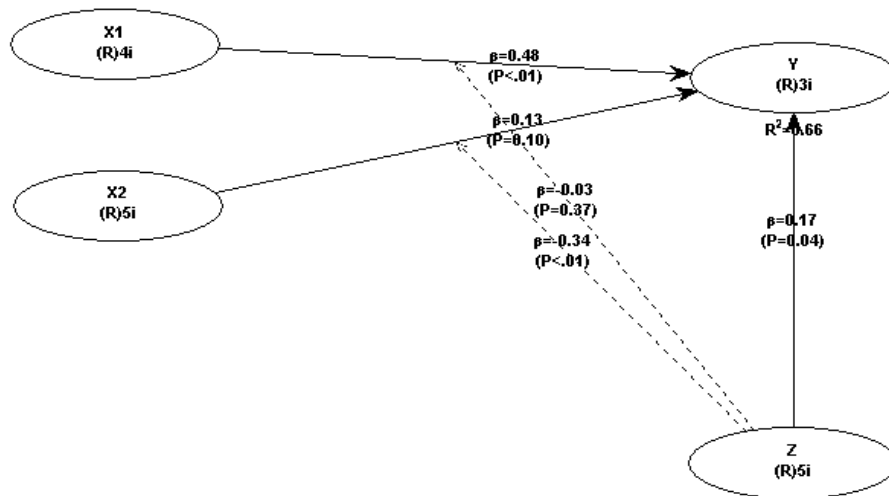 X1
(R)4i
β=0.48
(P<.01)
Y
(R)3i
R²=0.66
β=0.13
(P=0.10)
X2
(R)5i
β=-0.03
(P=0.37)
β=-0.34
(P<.01)
β=0.17
(P=0.04)
Z
(R)5i